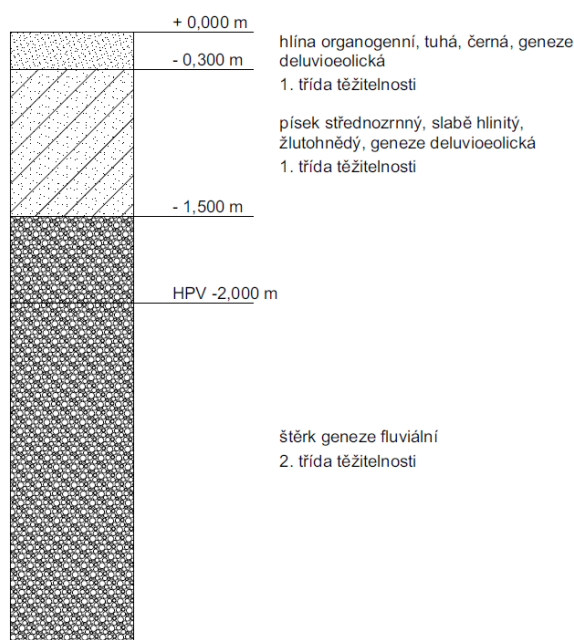 + 0,000 m
hlína organogenní, tuhá, černá, geneze
deluvioeolická
- 0,300 m
1. třída těžitelnosti
písek střednozrnný, slabě hlinitý,
žlutohnědý, geneze deluvioeolická
1. třída těžitelnosti
- 1,500 m
HPV -2,000 m
štěrk geneze fluviální
2. třída těžitelnosti